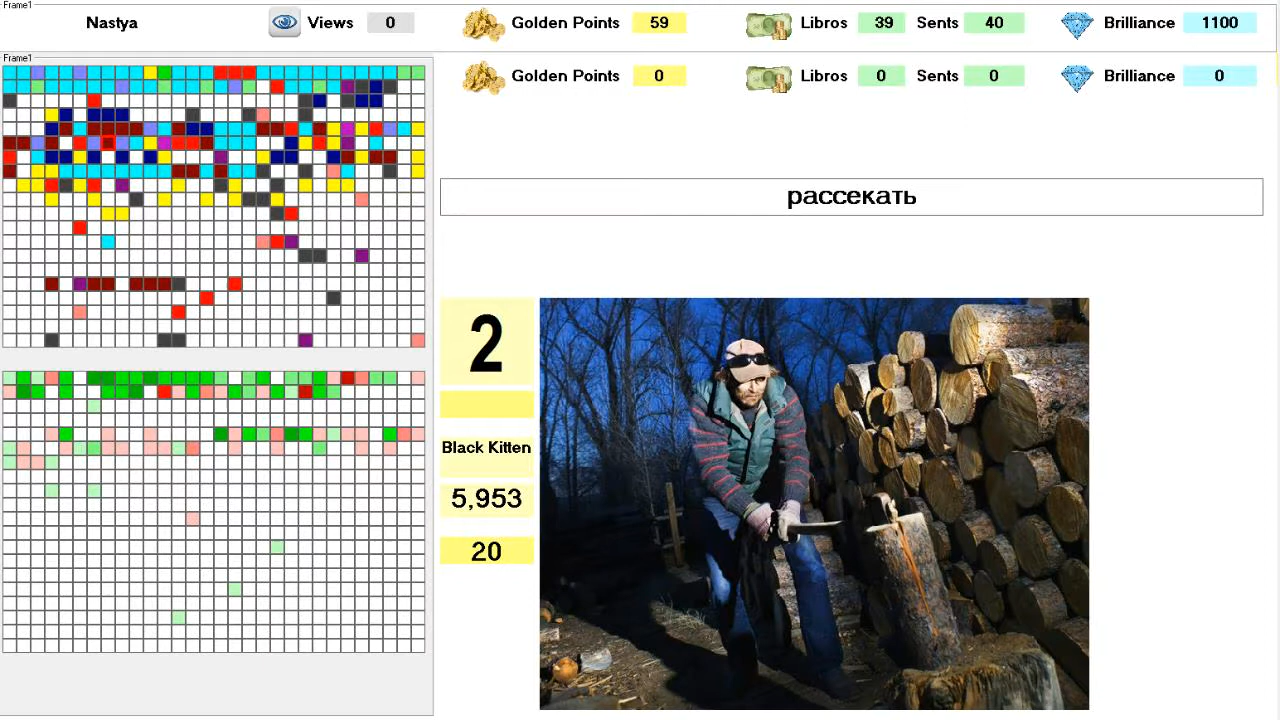 Frame1
Nastya Views 0 Golden Points 59 Libros 39 Sents 40 Brilliance 1100
Frame1
Golden Points 0 Libros 0 Sents 0 Brilliance 0
рассекать
2
Black Kitten
5,953
20